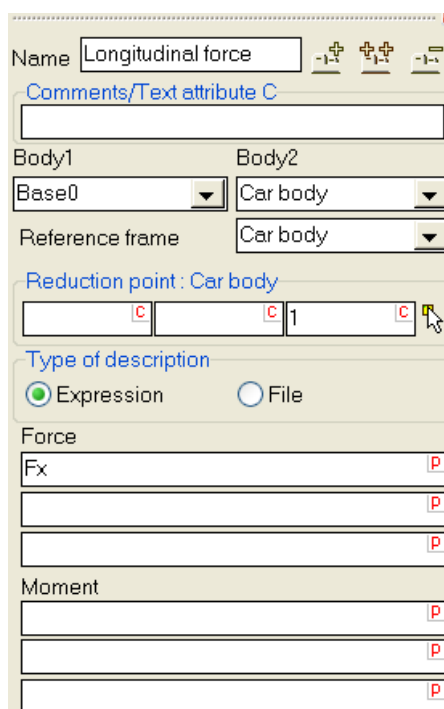 Name Longitudinal force
Comments/Text attribute C
Body1 Body2
Base0 Car body
Reference frame Car body
Reduction point : Car body
C C 1 C
Type of description
Expression File
Force
Fx P
P
P
Moment
P
P
P